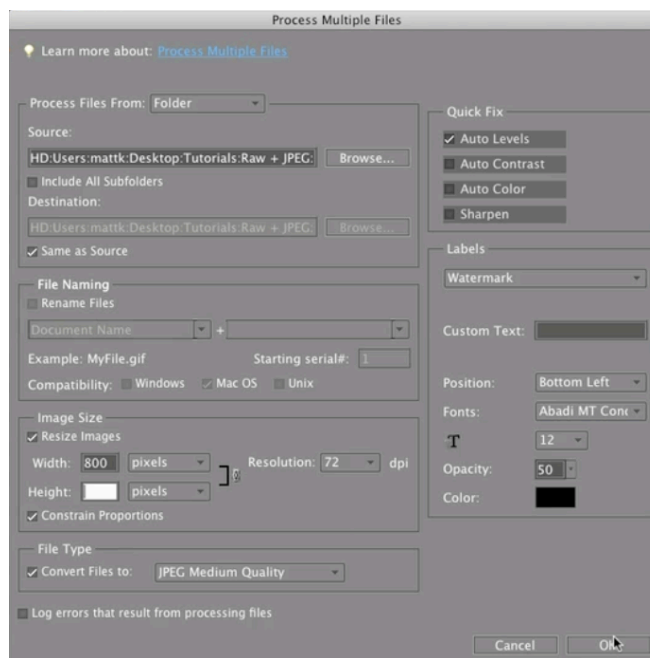 Process Multiple Files
Learn more about: Process Multiple Files
Process Files From: Folder
Source:
HD:Users:mattk:Desktop:Tutorials:Raw + JPEG: Browse...
Include All Subfolders
Destination:
HD:Users:mattk:Desktop:Tutorials:Raw + JPEG: Browse...
Same as Source
File Naming
Rename Files
Document Name +
Example: MyFile.gif Starting serial#: 1
Compatibility: Windows Mac OS Unix
Image Size
Resize Images
Width: 800 pixels Resolution: 72 dpi
Height: pixels
Constrain Proportions
File Type
Convert Files to: JPEG Medium Quality
Log errors that result from processing files
Quick Fix
Auto Levels
Auto Contrast
Auto Color
Sharpen
Labels
Watermark
Custom Text:
Position: Bottom Left
Fonts: Abadi MT Conc
T 12
Opacity: 50
Color:
Cancel OK